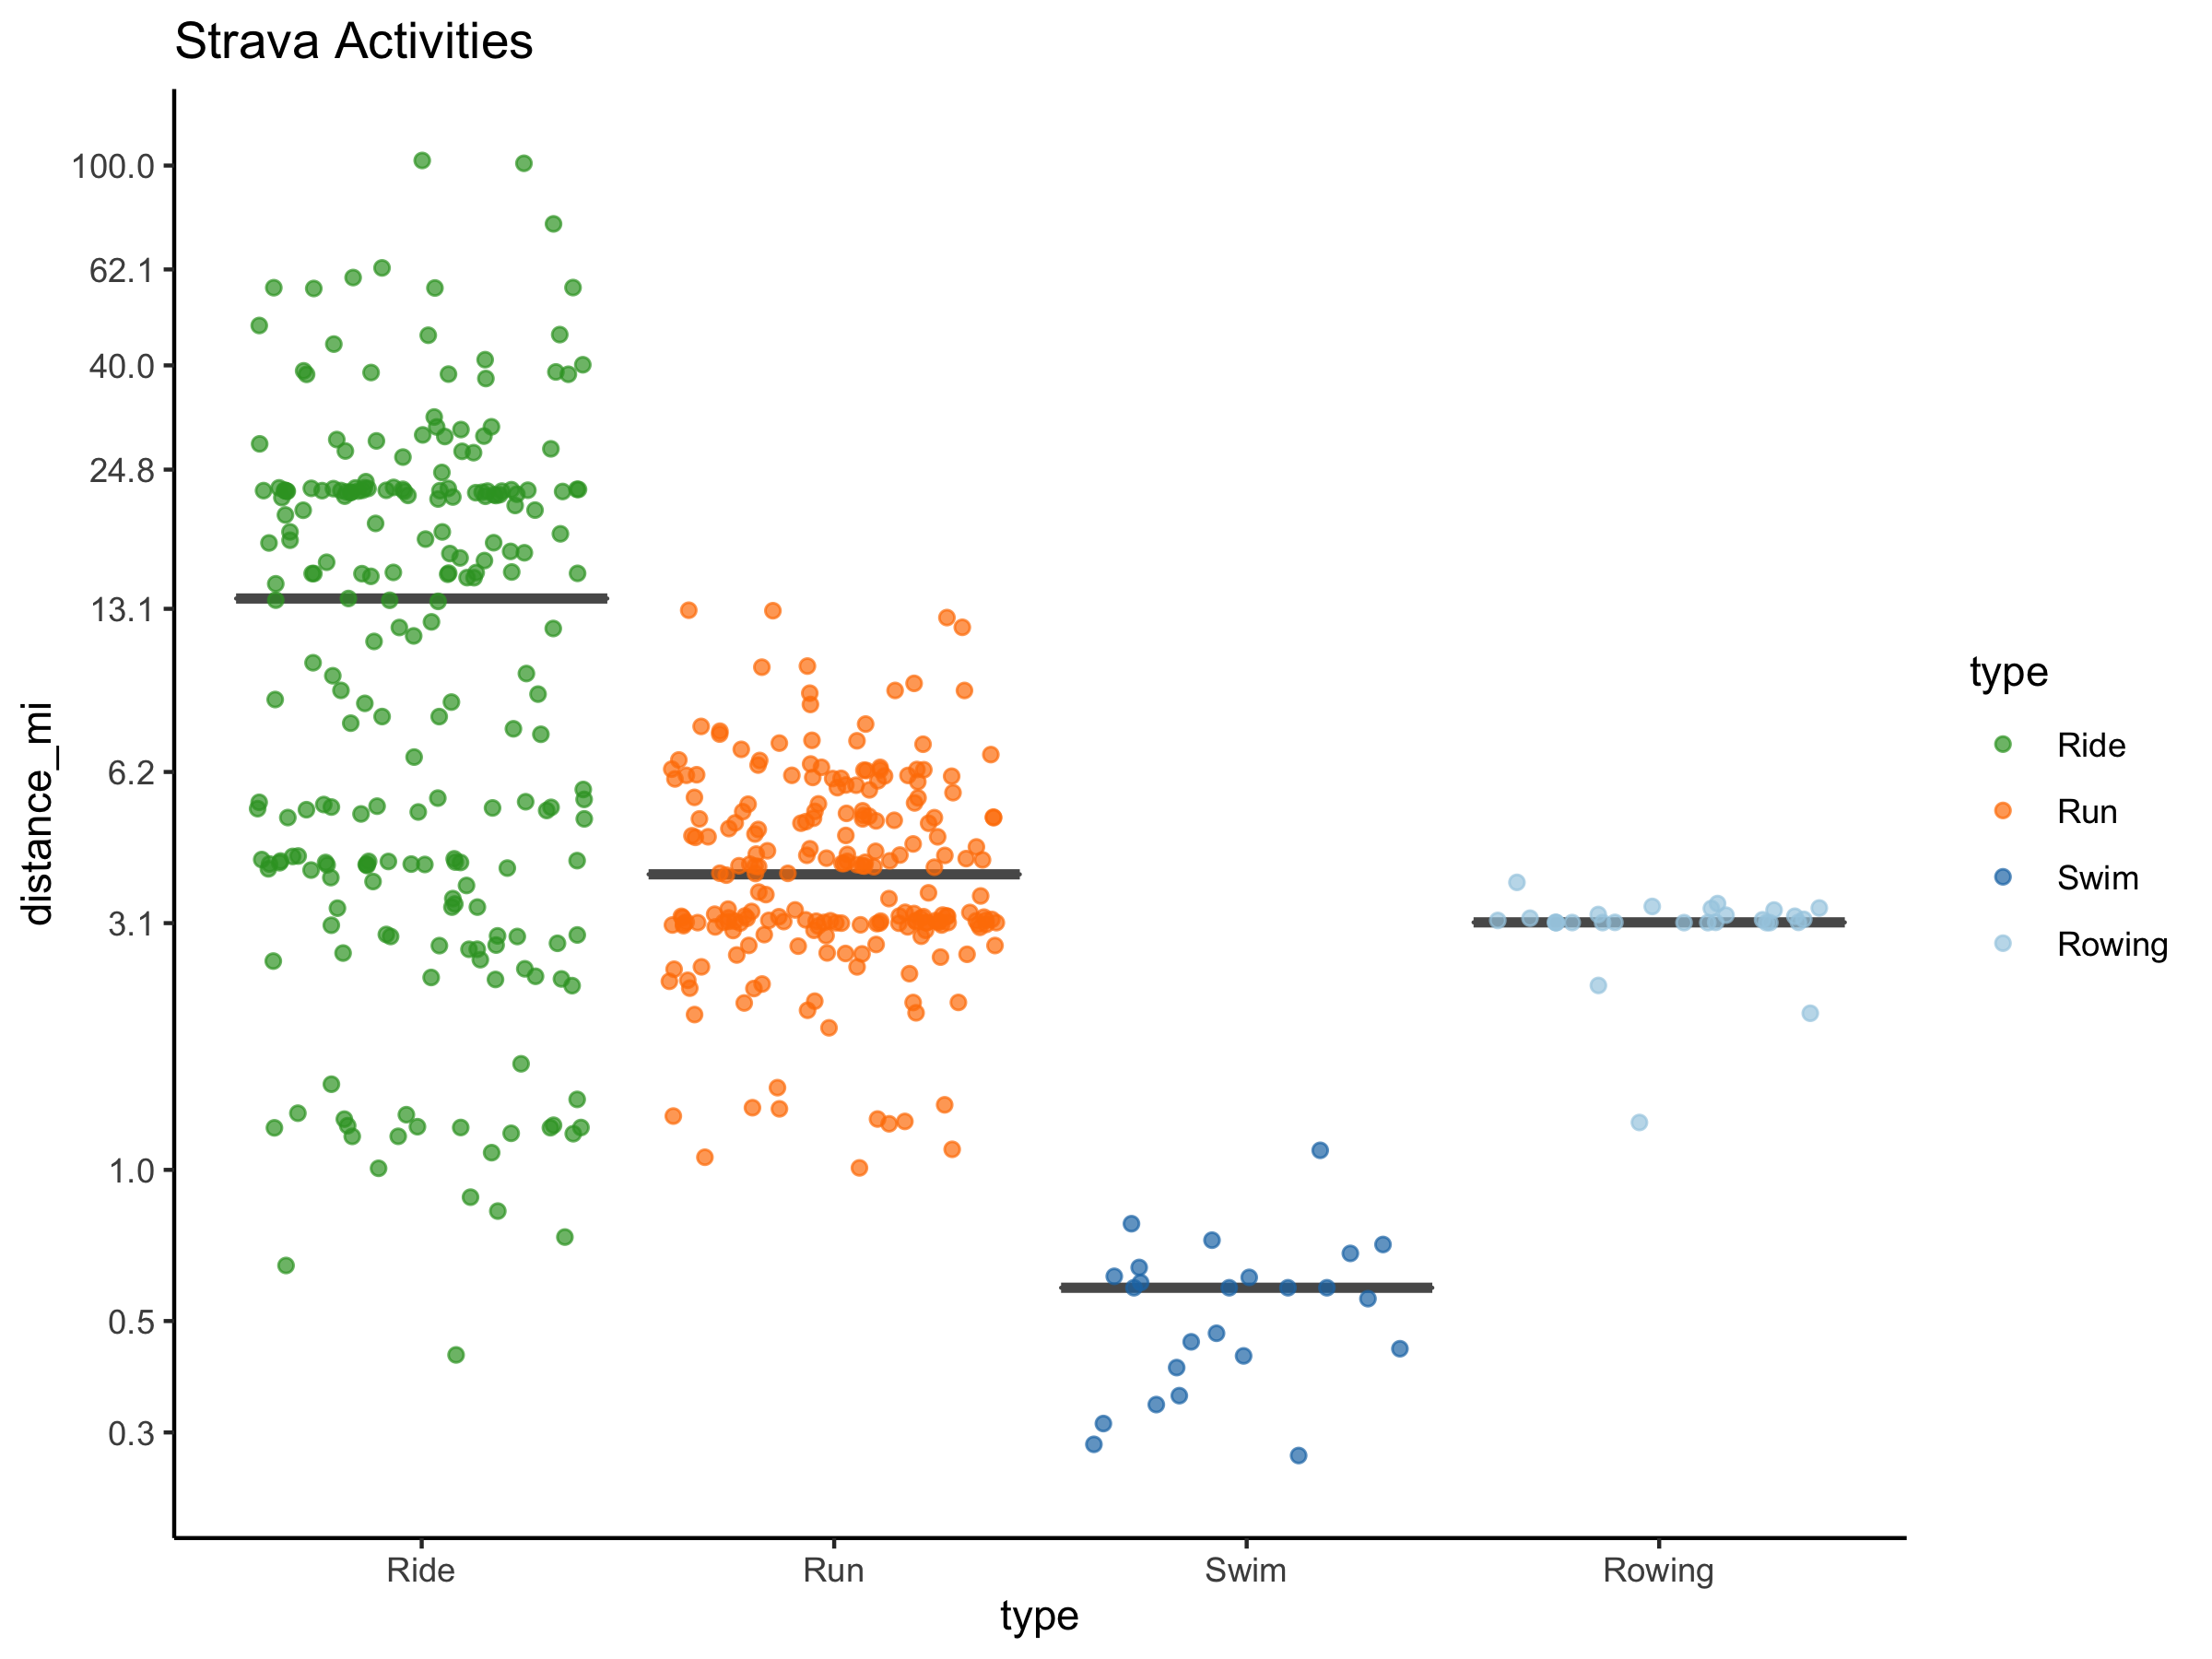 Strava Activities
distance_mi
100.0
62.1
40.0
24.8
13.1
6.2
3.1
1.0
0.5
0.3
Ride
Run
Swim
Rowing
type
type
Ride
Run
Swim
Rowing